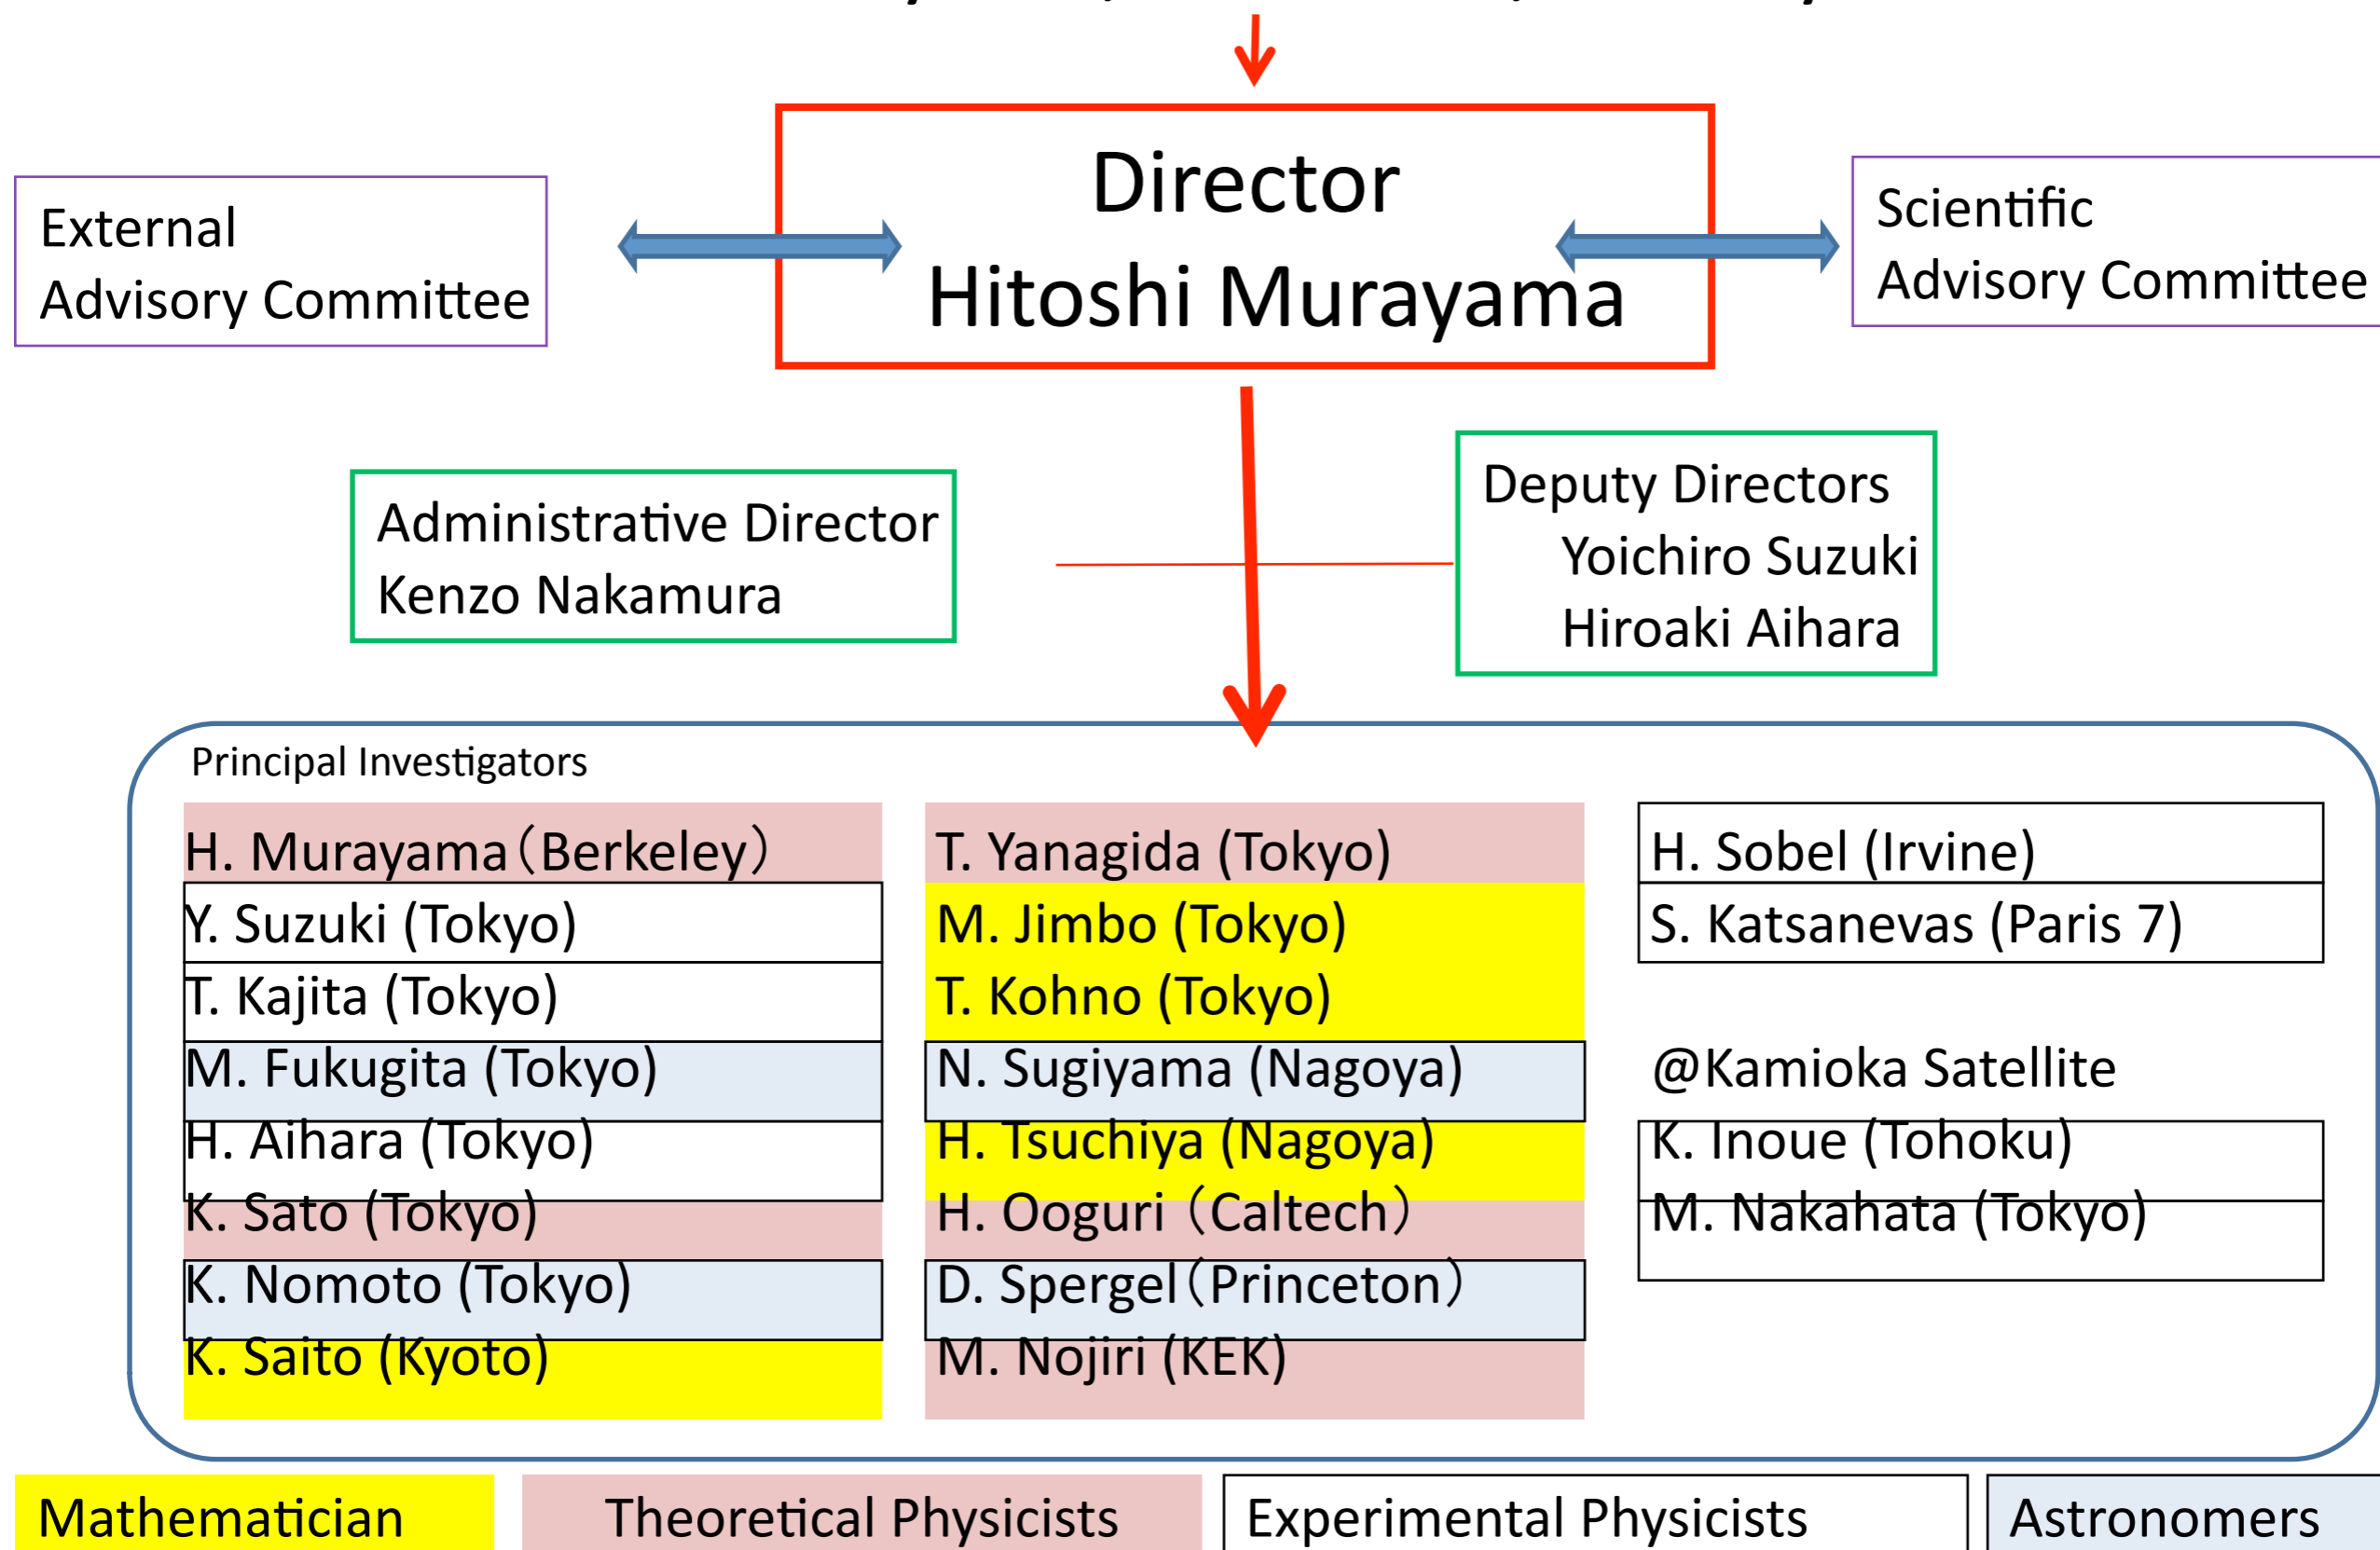 Director
Hitoshi Murayama
External
Advisory Committee
Scientific
Advisory Committee
Administrative Director
Kenzo Nakamura
Deputy Directors
Yoichiro Suzuki
Hiroaki Aihara
Principal Investigators
H. Murayama（Berkeley）
Y. Suzuki (Tokyo)
T. Kajita (Tokyo)
M. Fukugita (Tokyo)
H. Aihara (Tokyo)
K. Sato (Tokyo)
K. Nomoto (Tokyo)
K. Saito (Kyoto)
T. Yanagida (Tokyo)
M. Jimbo (Tokyo)
T. Kohno (Tokyo)
N. Sugiyama (Nagoya)
H. Tsuchiya (Nagoya)
H. Ooguri（Caltech）
D. Spergel（Princeton）
M. Nojiri (KEK)
H. Sobel (Irvine)
S. Katsanevas (Paris 7)
@Kamioka Satellite
K. Inoue (Tohoku)
M. Nakahata (Tokyo)
Mathematician
Theoretical Physicists
Experimental Physicists
Astronomers